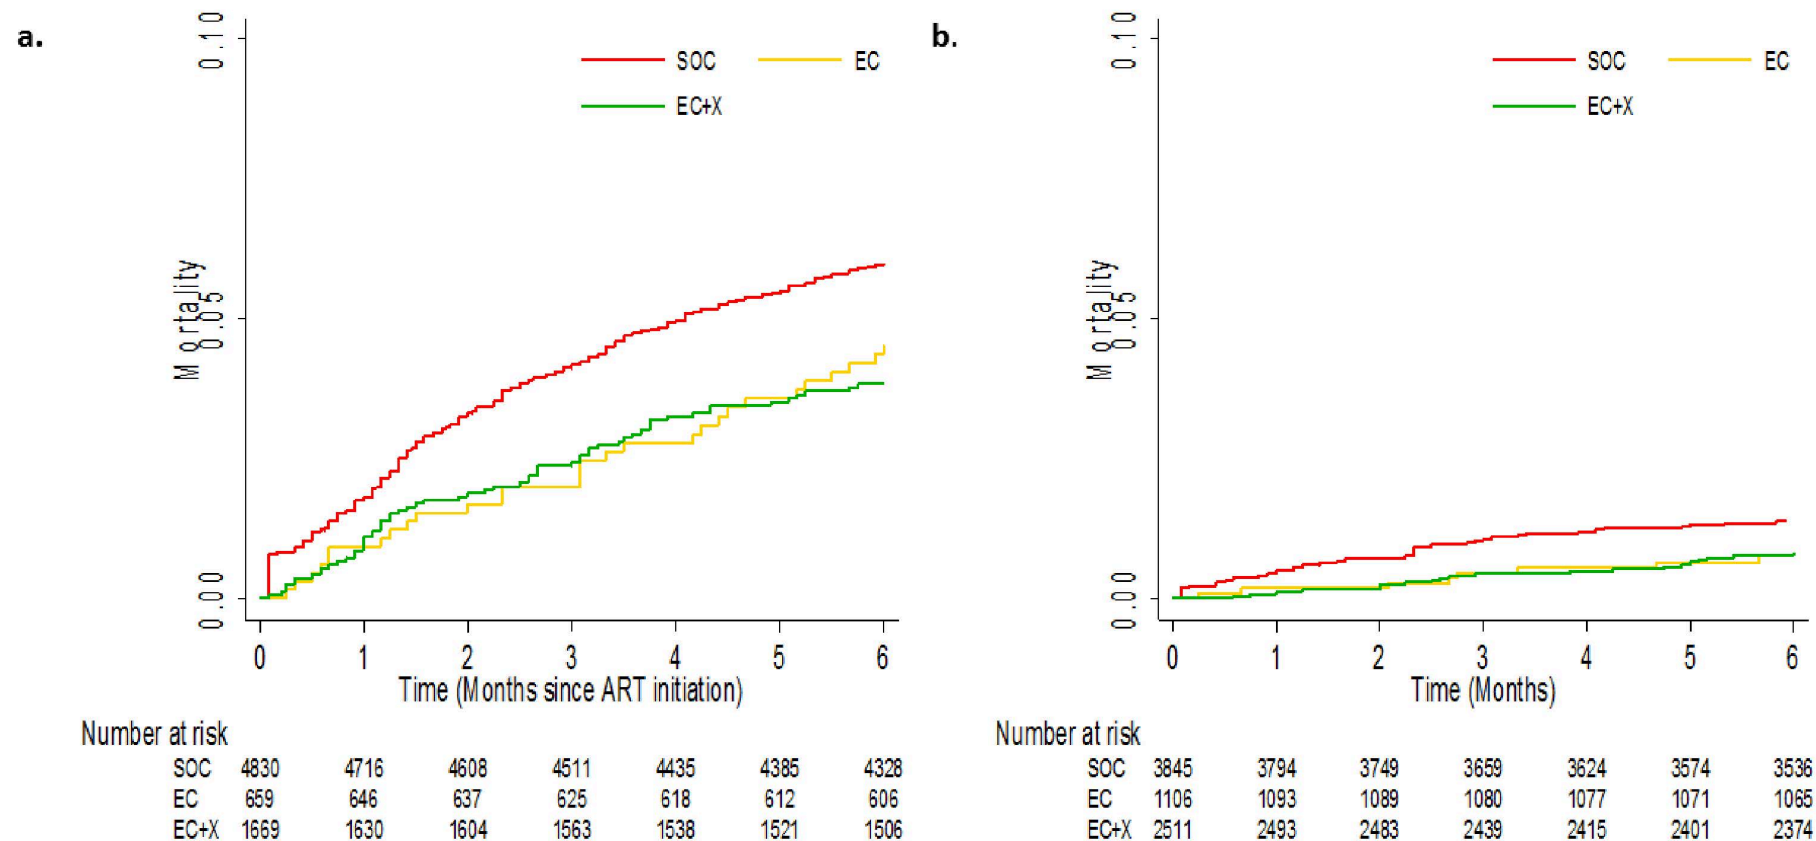 a.
SOC EC
EC+X
Mortality
0.10
0.05
0.00
0 1 2 3 4 5 6
Time (Months since ART initiation)
Number at risk
SOC 4830 4716 4608 4511 4435 4385 4328
EC 659 646 637 625 618 612 606
EC+X 1669 1630 1604 1563 1538 1521 1506
b.
SOC EC
EC+X
Mortality
0.10
0.05
0.00
0 1 2 3 4 5 6
Time (Months)
Number at risk
SOC 3845 3794 3749 3659 3624 3574 3536
EC 1106 1093 1089 1080 1077 1071 1065
EC+X 2511 2493 2483 2439 2415 2401 2374